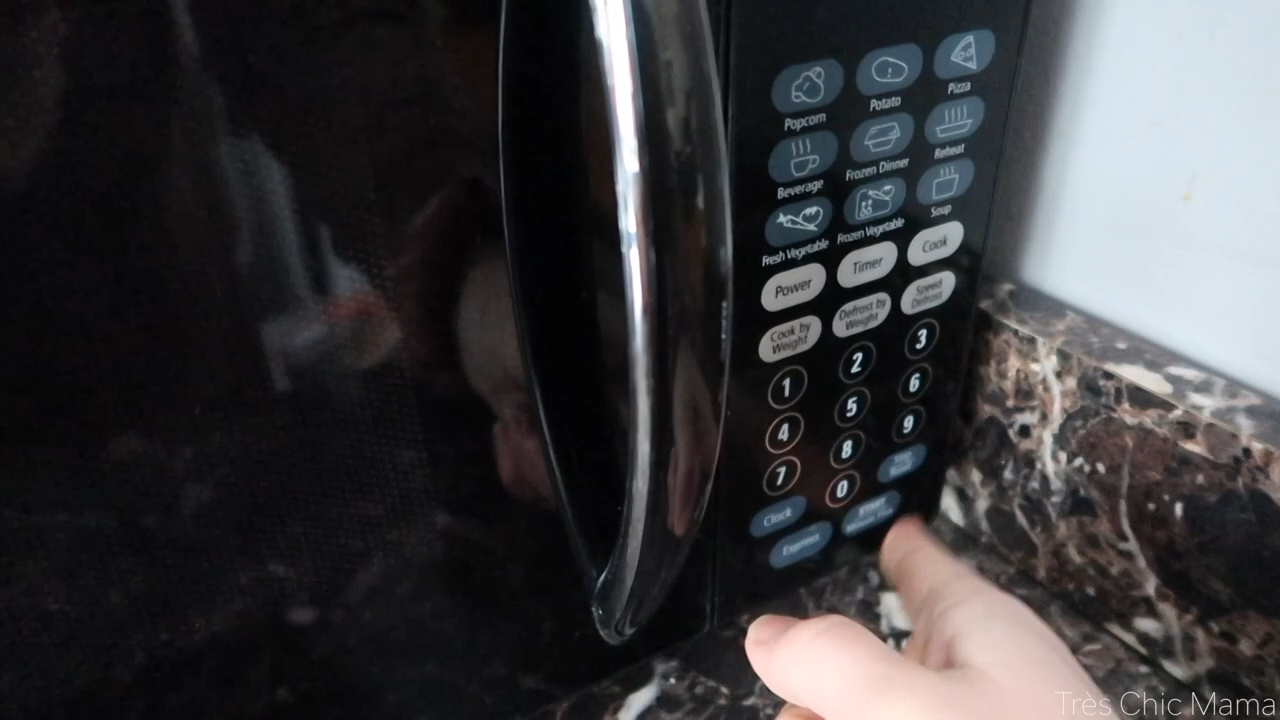 Popcorn
Potato
Pizza
Beverage
Frozen Dinner
Reheat
Fresh Vegetable
Frozen Vegetable
Soup
Power
Timer
Cook
Cook by
Weight
Defrost by
Weight
Speed
Defrost
1
2
3
4
5
6
7
8
9
0
Clock
START
Express
Très Chic Mama